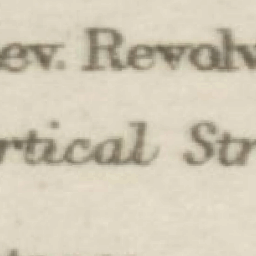 ev. Revolv
rtical Str